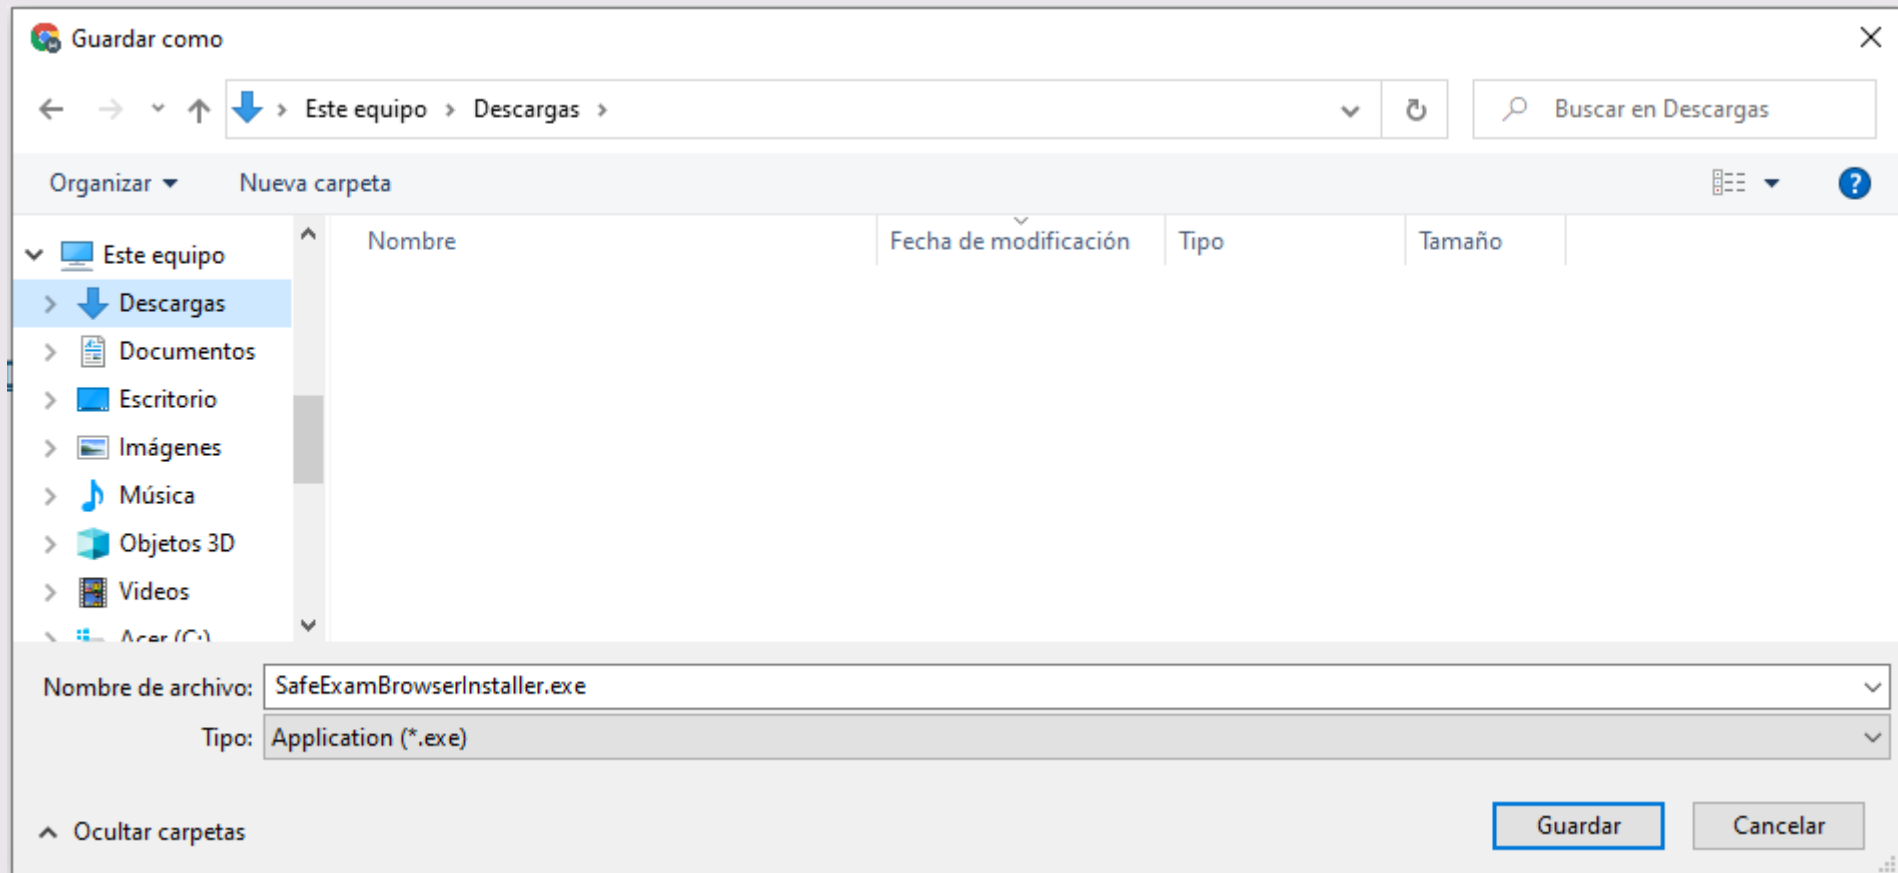 Guardar como
Este equipo > Descargas >
Buscar en Descargas
Organizar
Nueva carpeta
Nombre
Fecha de modificación
Tipo
Tamaño
Este equipo
Descargas
Documentos
Escritorio
Imágenes
Música
Objetos 3D
Videos
Acer (C:)
Nombre de archivo: SafeExamBrowserInstaller.exe
Tipo: Application (*.exe)
Ocultar carpetas
Guardar
Cancelar